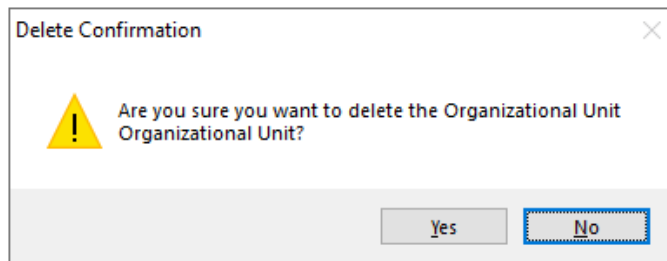 Delete Confirmation
Are you sure you want to delete the Organizational Unit
Organizational Unit?
Yes
No